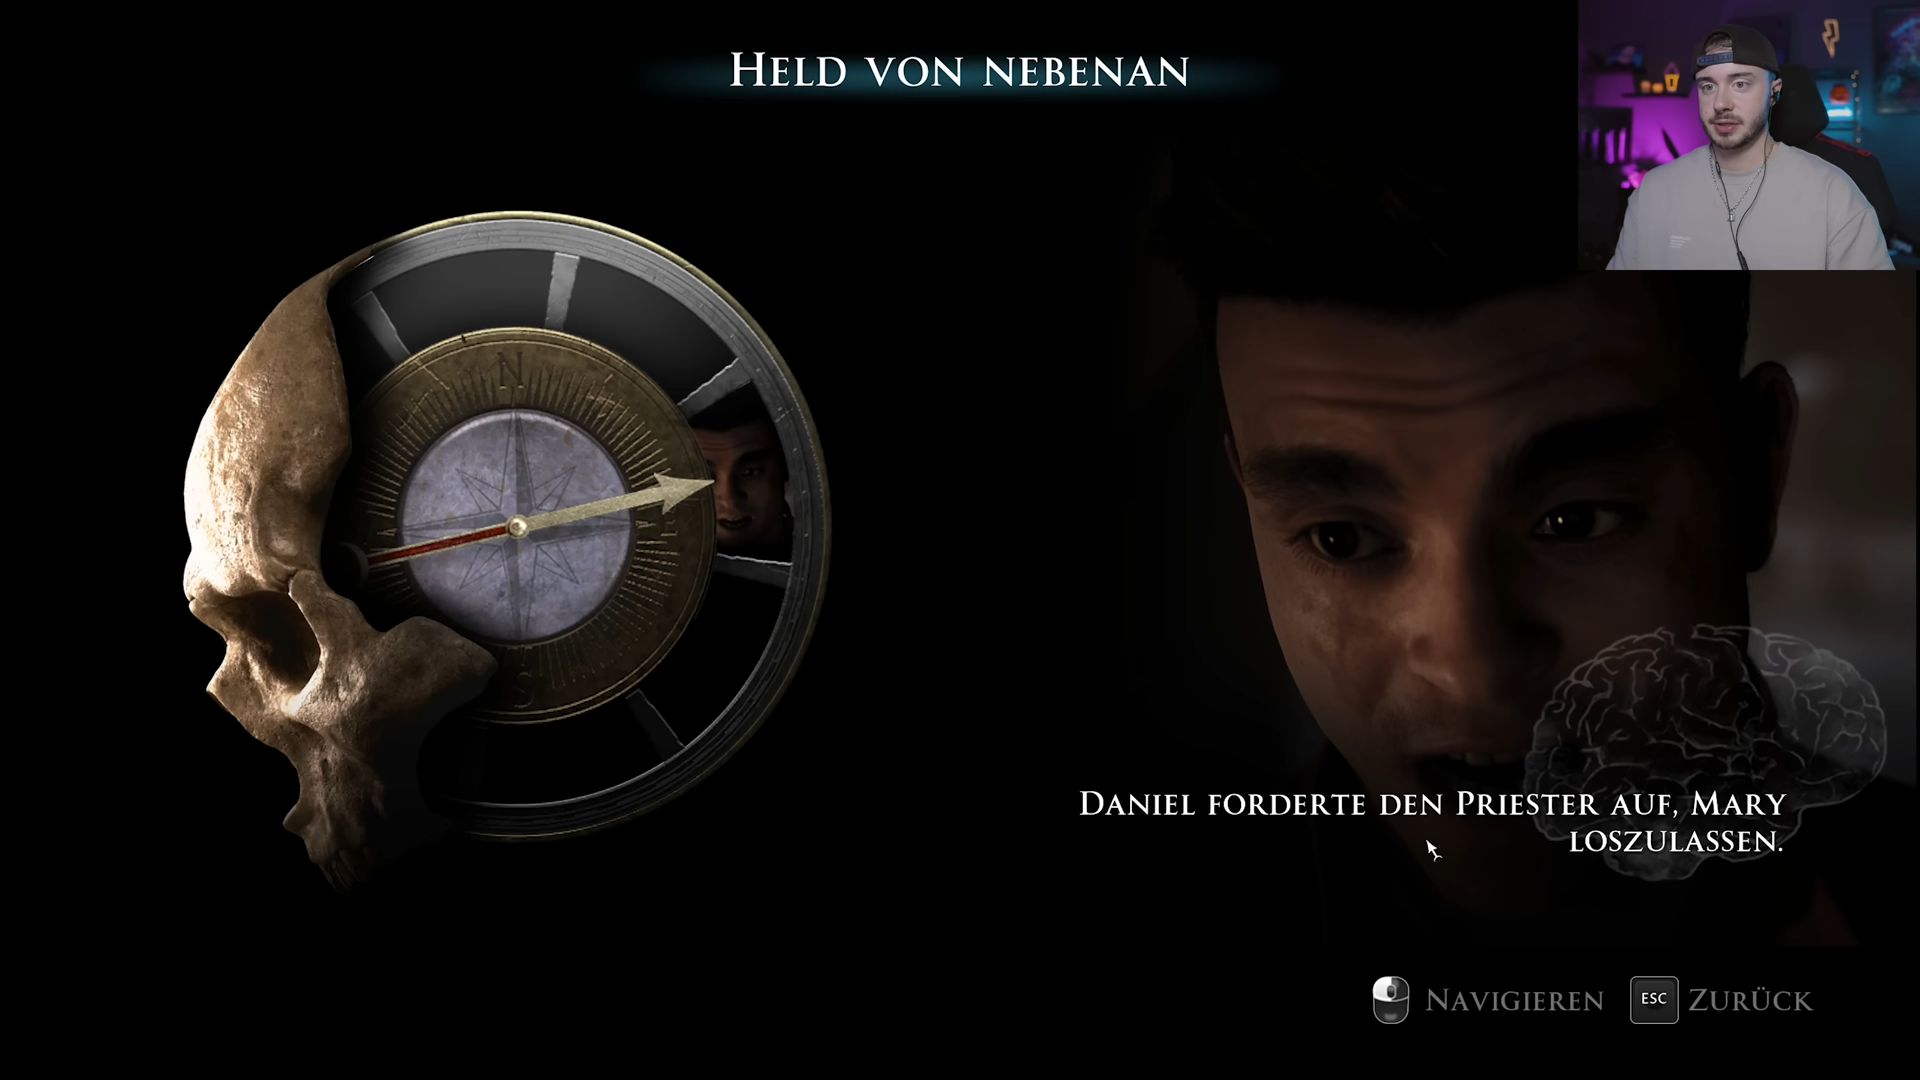 Held von nebenan
N
S
Daniel forderte den Priester auf, Mary
loszulassen.
Navigieren
ESC
Zurück